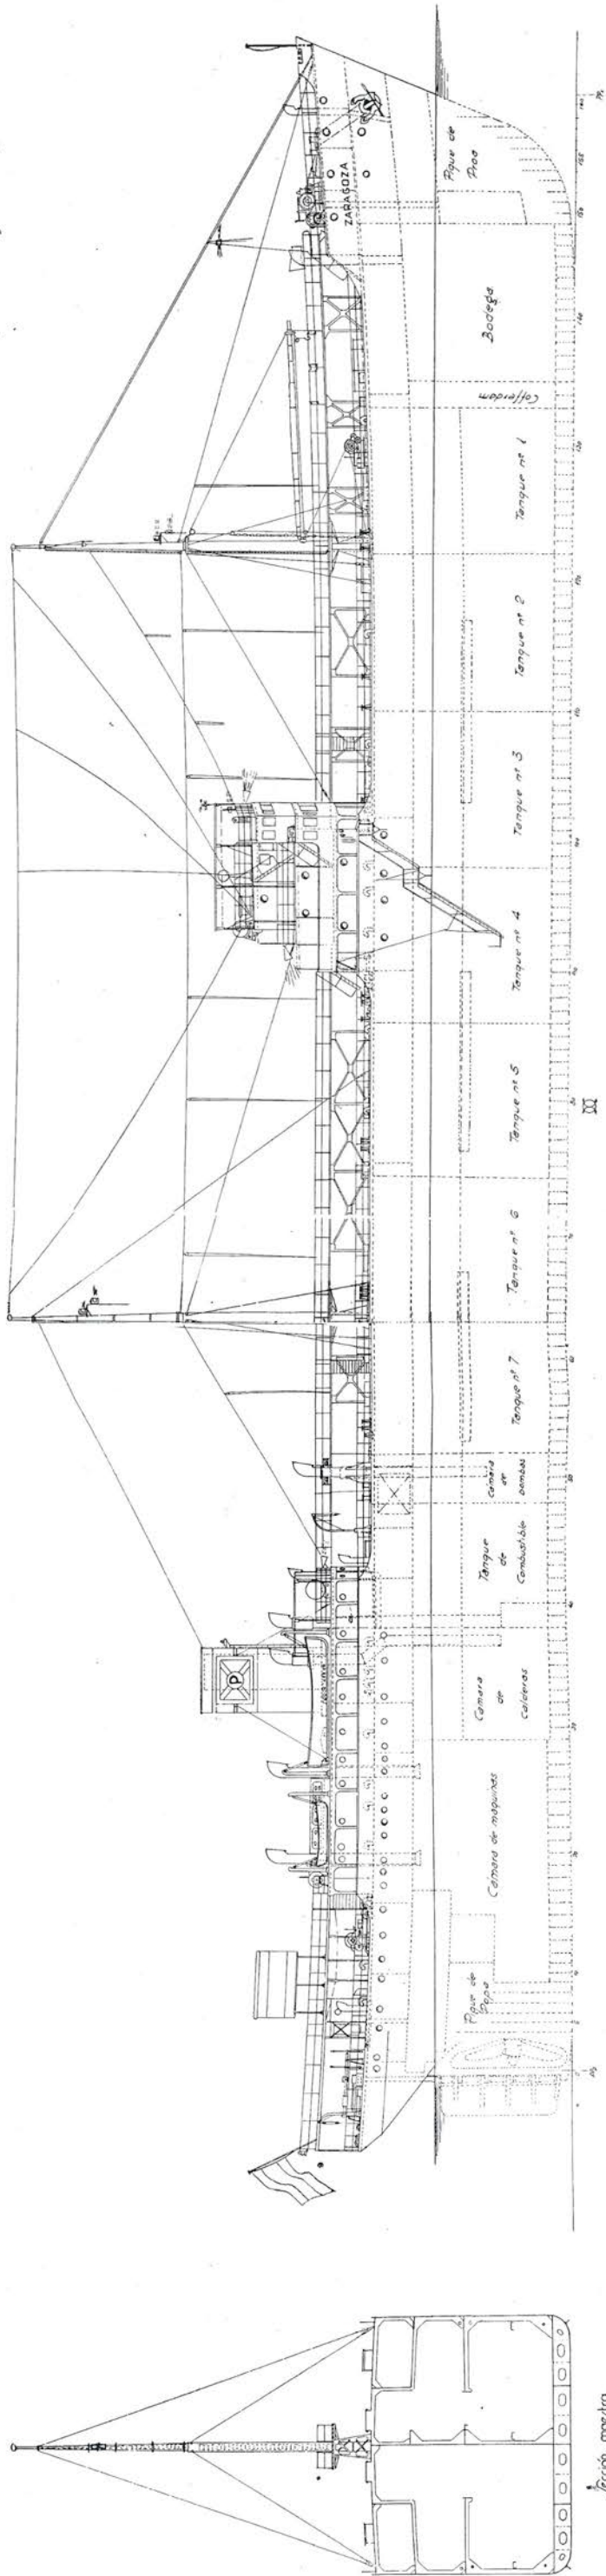 ZARAGOZA
Pique de
Proa
Bodega
Cofferdam
Tanque nº 1
Tanque nº 2
Tanque nº 3
Tanque nº 4
Tanque nº 5
Tanque nº 6
Tanque nº 7
Camara
de
bombas
Tanque
de
Combustible
Camara
de
Calderas
Cámara de maquinas
Pique de
Popa
P
Sección maestra